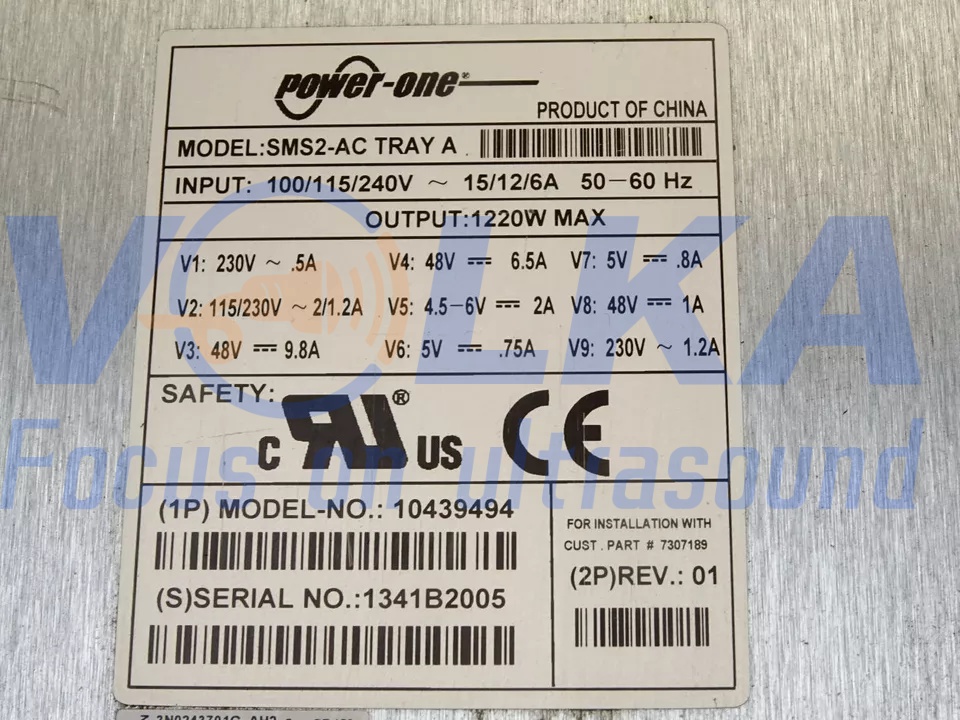 power-one®
PRODUCT OF CHINA
MODEL:SMS2-AC TRAY A
INPUT: 100/115/240V ~ 15/12/6A 50-60 Hz
OUTPUT:1220W MAX
V1: 230V ~ .5A V4: 48V ⎓ 6.5A V7: 5V ⎓ .8A
V2: 115/230V ~ 2/1.2A V5: 4.5-6V ⎓ 2A V8: 48V ⎓ 1A
V3: 48V ⎓ 9.8A V6: 5V ⎓ .75A V9: 230V ~ 1.2A
VOLKA
SAFETY:
C RU® US CE
Focus on ultrasound
(1P) MODEL-NO.: 10439494
(S)SERIAL NO.:1341B2005
FOR INSTALLATION WITH
CUST. PART # 7307189
(2P)REV.: 01